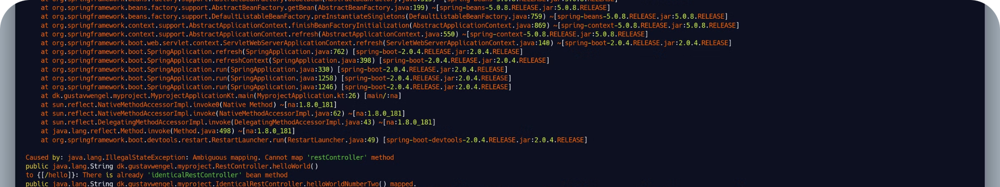 at org.springframework.beans.factory.support.AbstractBeanFactory.getBean(AbstractBeanFactory.java:199) ~[spring-beans-5.0.8.RELEASE.jar:5.0.8.RELEASE]
at org.springframework.beans.factory.support.DefaultListableBeanFactory.preInstantiateSingletons(DefaultListableBeanFactory.java:759) ~[spring-beans-5.0.8.RELEASE.jar:5.0.8.RELEASE]
at org.springframework.context.support.AbstractApplicationContext.finishBeanFactoryInitialization(AbstractApplicationContext.java:869) ~[spring-context-5.0.8.RELEASE.jar:5.0.8.RELEASE]
at org.springframework.context.support.AbstractApplicationContext.refresh(AbstractApplicationContext.java:550) ~[spring-context-5.0.8.RELEASE.jar:5.0.8.RELEASE]
at org.springframework.boot.web.servlet.context.ServletWebServerApplicationContext.refresh(ServletWebServerApplicationContext.java:140) ~[spring-boot-2.0.4.RELEASE.jar:2.0.4.RELEASE]
at org.springframework.boot.SpringApplication.refresh(SpringApplication.java:762) [spring-boot-2.0.4.RELEASE.jar:2.0.4.RELEASE]
at org.springframework.boot.SpringApplication.refreshContext(SpringApplication.java:398) [spring-boot-2.0.4.RELEASE.jar:2.0.4.RELEASE]
at org.springframework.boot.SpringApplication.run(SpringApplication.java:330) [spring-boot-2.0.4.RELEASE.jar:2.0.4.RELEASE]
at org.springframework.boot.SpringApplication.run(SpringApplication.java:1258) [spring-boot-2.0.4.RELEASE.jar:2.0.4.RELEASE]
at org.springframework.boot.SpringApplication.run(SpringApplication.java:1246) [spring-boot-2.0.4.RELEASE.jar:2.0.4.RELEASE]
at dk.gustavwengel.myproject.MyprojectApplicationKt.main(MyprojectApplication.kt:26) [main/:na]
at sun.reflect.NativeMethodAccessorImpl.invoke0(Native Method) ~[na:1.8.0_181]
at sun.reflect.NativeMethodAccessorImpl.invoke(NativeMethodAccessorImpl.java:62) ~[na:1.8.0_181]
at sun.reflect.DelegatingMethodAccessorImpl.invoke(DelegatingMethodAccessorImpl.java:43) ~[na:1.8.0_181]
at java.lang.reflect.Method.invoke(Method.java:498) ~[na:1.8.0_181]
at org.springframework.boot.devtools.restart.RestartLauncher.run(RestartLauncher.java:49) [spring-boot-devtools-2.0.4.RELEASE.jar:2.0.4.RELEASE]
Caused by: java.lang.IllegalStateException: Ambiguous mapping. Cannot map 'restController' method
public java.lang.String dk.gustavwengel.myproject.RestController.helloWorld()
to {[/hello]}: There is already 'identicalRestController' bean method
public java.lang.String dk.gustavwengel.myproject.IdenticalRestController.helloWorldNumberTwo() mapped.